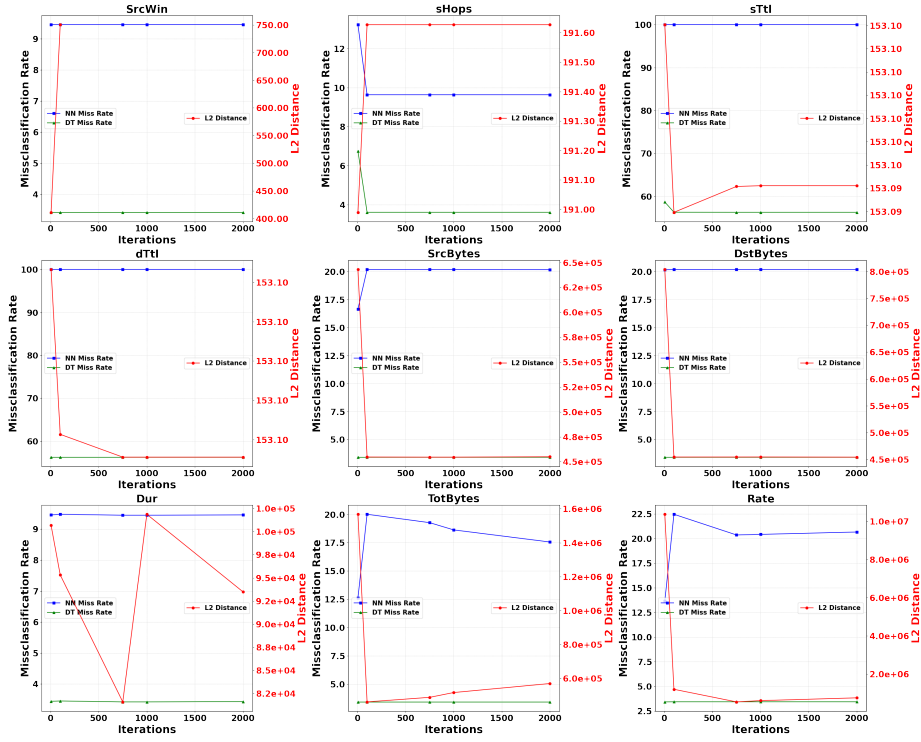 SrcWin
Missclassification Rate
9
8
7
6
5
4
NN Miss Rate
DT Miss Rate
L2 Distance
750.00
700.00
650.00
600.00
550.00
500.00
450.00
400.00
L2 Distance
0 500 1000 1500 2000
Iterations
sHops
Missclassification Rate
12
10
8
6
4
NN Miss Rate
DT Miss Rate
L2 Distance
191.60
191.50
191.40
191.30
191.20
191.10
191.00
L2 Distance
0 500 1000 1500 2000
Iterations
sTtl
Missclassification Rate
100
90
80
70
60
NN Miss Rate
DT Miss Rate
L2 Distance
153.10
153.10
153.10
153.10
153.10
153.10
153.10
153.09
153.09
L2 Distance
0 500 1000 1500 2000
Iterations
dTtl
Missclassification Rate
100
90
80
70
60
NN Miss Rate
DT Miss Rate
L2 Distance
153.10
153.10
153.10
153.10
153.10
L2 Distance
0 500 1000 1500 2000
Iterations
SrcBytes
Missclassification Rate
20.0
17.5
15.0
12.5
10.0
7.5
5.0
NN Miss Rate
DT Miss Rate
L2 Distance
6.5e+05
6.2e+05
6.0e+05
5.8e+05
5.5e+05
5.2e+05
5.0e+05
4.8e+05
4.5e+05
L2 Distance
0 500 1000 1500 2000
Iterations
DstBytes
Missclassification Rate
20.0
17.5
15.0
12.5
10.0
7.5
5.0
NN Miss Rate
DT Miss Rate
L2 Distance
8.0e+05
7.5e+05
7.0e+05
6.5e+05
6.0e+05
5.5e+05
5.0e+05
4.5e+05
L2 Distance
0 500 1000 1500 2000
Iterations
Dur
Missclassification Rate
9
8
7
6
5
4
NN Miss Rate
DT Miss Rate
L2 Distance
1.0e+05
1.0e+05
9.8e+04
9.5e+04
9.2e+04
9.0e+04
8.8e+04
8.5e+04
8.2e+04
L2 Distance
0 500 1000 1500 2000
Iterations
TotBytes
Missclassification Rate
20.0
17.5
15.0
12.5
10.0
7.5
5.0
NN Miss Rate
DT Miss Rate
L2 Distance
1.6e+06
1.4e+06
1.2e+06
1.0e+06
8.0e+05
6.0e+05
L2 Distance
0 500 1000 1500 2000
Iterations
Rate
Missclassification Rate
22.5
20.0
17.5
15.0
12.5
10.0
7.5
5.0
2.5
NN Miss Rate
DT Miss Rate
L2 Distance
1.0e+07
8.0e+06
6.0e+06
4.0e+06
2.0e+06
L2 Distance
0 500 1000 1500 2000
Iterations